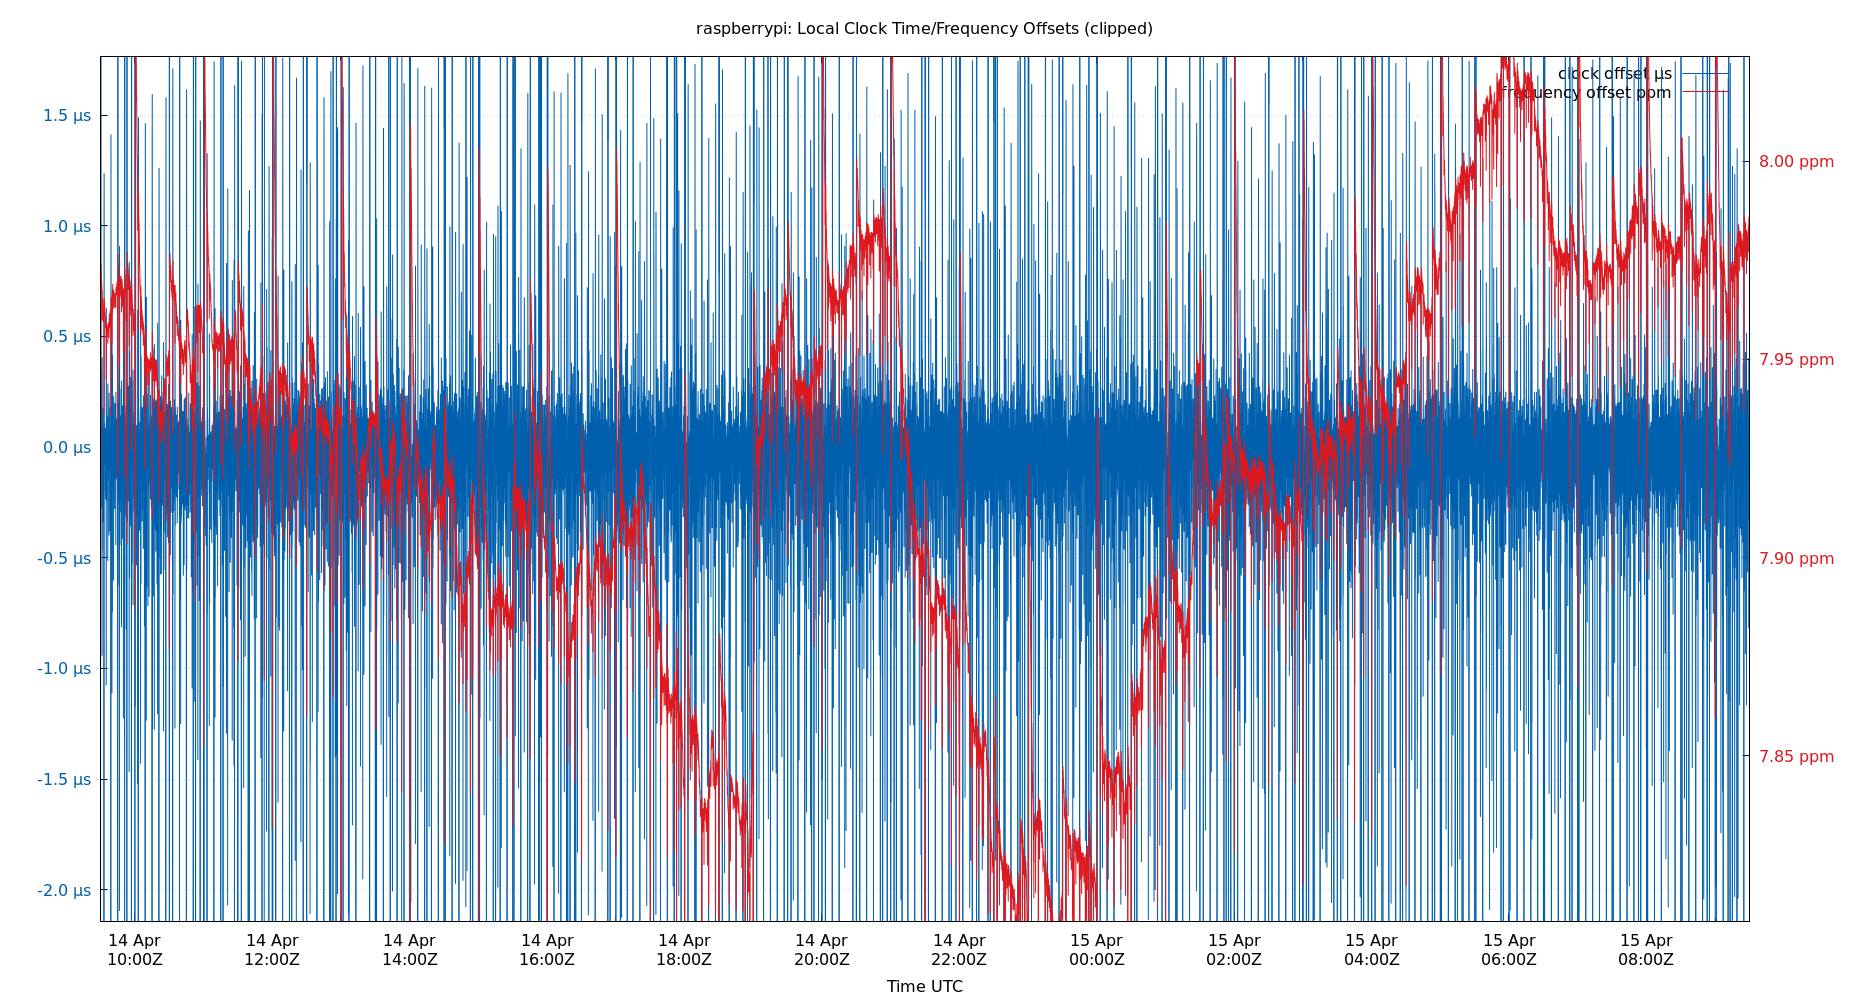 raspberrypi: Local Clock Time/Frequency Offsets (clipped)
clock offset µs
frequency offset ppm
1.5 µs
1.0 µs
0.5 µs
0.0 µs
-0.5 µs
-1.0 µs
-1.5 µs
-2.0 µs
8.00 ppm
7.95 ppm
7.90 ppm
7.85 ppm
14 Apr
10:00Z
14 Apr
12:00Z
14 Apr
14:00Z
14 Apr
16:00Z
14 Apr
18:00Z
14 Apr
20:00Z
14 Apr
22:00Z
15 Apr
00:00Z
15 Apr
02:00Z
15 Apr
04:00Z
15 Apr
06:00Z
15 Apr
08:00Z
Time UTC